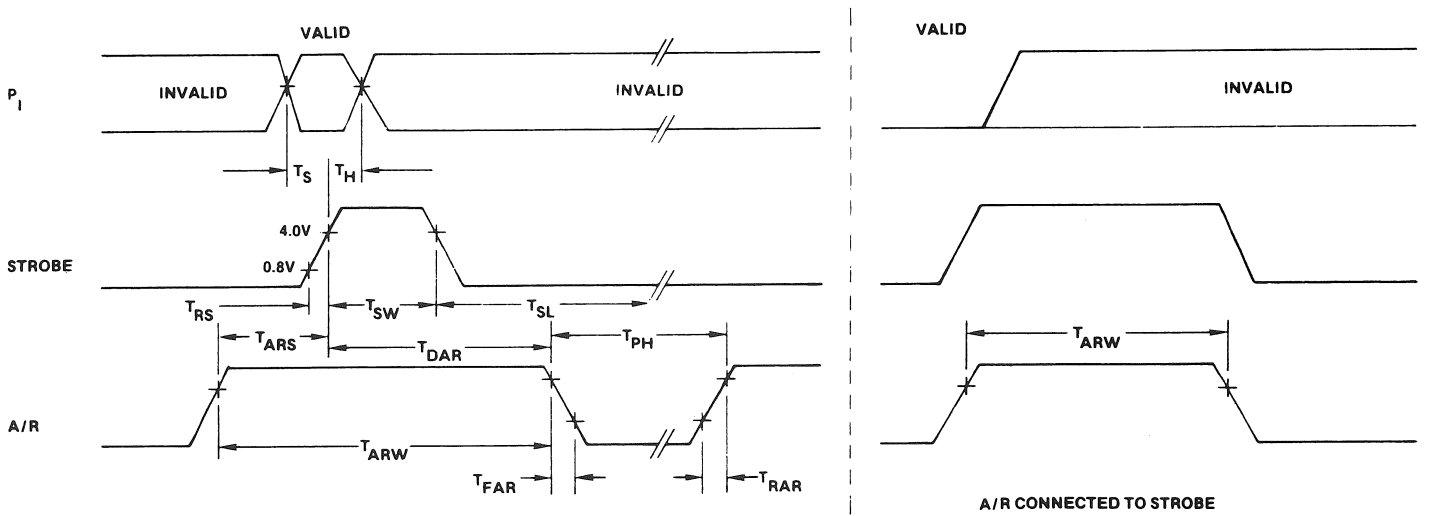 VALID
VALID
P_I
INVALID
INVALID
INVALID
T_S
T_H
4.0V
0.8V
STROBE
T_RS
T_SW
T_SL
T_ARS
T_DAR
T_PH
T_ARW
A/R
T_ARW
T_FAR
T_RAR
A/R CONNECTED TO STROBE